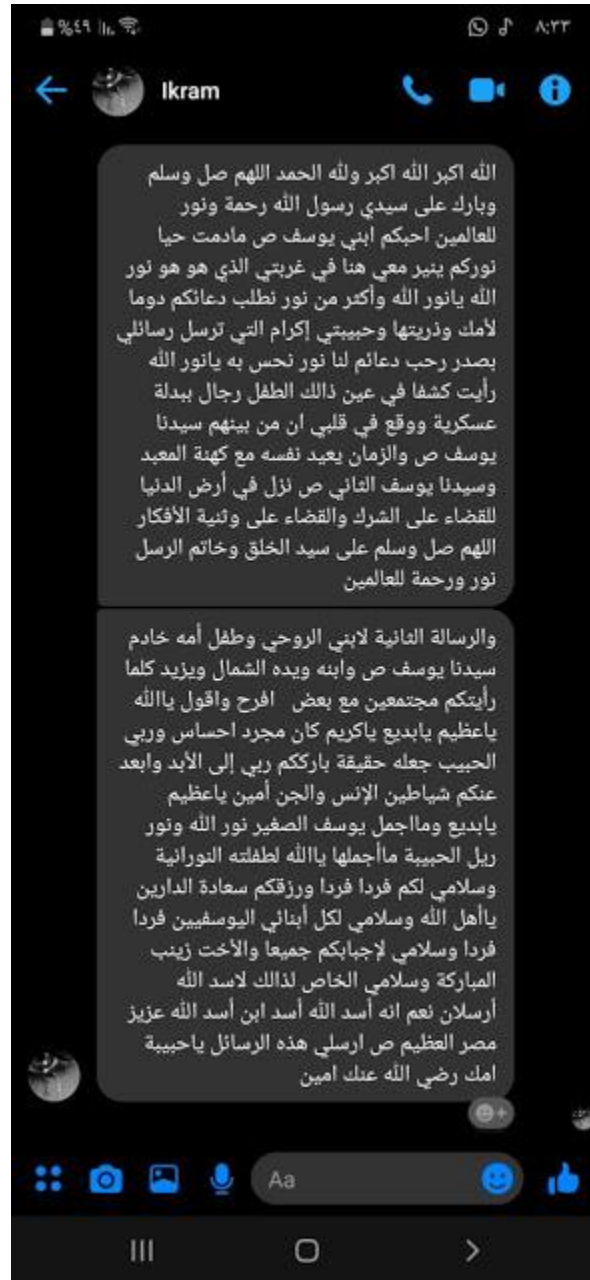 %٤٩
٨:٣٣
Ikram
الله اكبر الله اكبر ولله الحمد اللهم صل وسلم
وبارك على سيدي رسول الله رحمة ونور
للعالمين احبكم ابني يوسف ص مادمت حيا
نوركم ينير معي هنا في غربتي الذي هو هو نور
الله يانور الله وأكثر من نور نطلب دعائكم دوما
لأمك وذريتها وحبيبتي إكرام التي ترسل رسائلي
بصدر رحب دعائم لنا نور نحس به يانور الله
رأيت كشفا في عين ذالك الطفل رجال ببدلة
عسكرية ووقع في قلبي ان من بينهم سيدنا
يوسف ص والزمان يعيد نفسه مع كهنة المعبد
وسيدنا يوسف الثاني ص نزل في أرض الدنيا
للقضاء على الشرك والقضاء على وثنية الأفكار
اللهم صل وسلم على سيد الخلق وخاتم الرسل
نور ورحمة للعالمين
والرسالة الثانية لابني الروحي وطفل أمه خادم
سيدنا يوسف ص وابنه ويده الشمال ويزيد كلما
رأيتكم مجتمعين مع بعض افرح واقول ياالله
ياعظيم يابديع ياكريم كان مجرد احساس وربي
الحبيب جعله حقيقة بارككم ربي إلى الأبد وابعد
عنكم شياطين الإنس والجن أمين ياعظيم
يابديع ومااجمل يوسف الصغير نور الله ونور
ريل الحبيبة ماأجملها ياالله لطفلته النورانية
وسلامي لكم فردا فردا ورزقكم سعادة الدارين
ياأهل الله وسلامي لكل أبنائي اليوسفيين فردا
فردا وسلامي لإجبابكم جميعا والأخت زينب
المباركة وسلامي الخاص لذالك لاسد الله
أرسلان نعم انه أسد الله أسد ابن أسد الله عزيز
مصر العظيم ص ارسلي هذه الرسائل ياحبيبة
امك رضي الله عنك امين
Aa